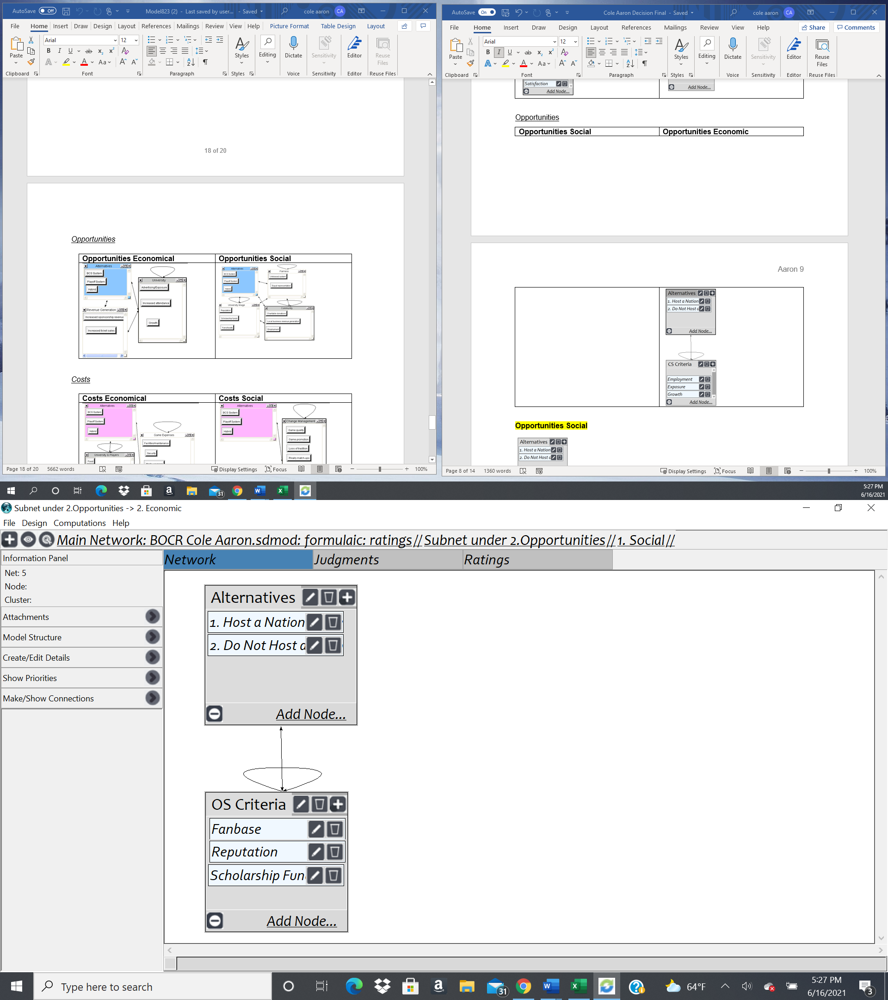 AutoSave Off Model823 (2) - Last saved by user... - Saved cole aaron CA
File Home Insert Draw Design Layout References Mailings Review View Help Picture Format Table Design Layout
Arial 12
Paste Styles Editing Dictate Sensitivity Editor Reuse Files
Clipboard Font Paragraph Styles Voice Sensitivity Editor Reuse Files
18 of 20
Opportunities
Opportunities Economical Opportunities Social
Alternatives
BCS System
Playoff System
Hybrid
University
Advertising/Exposure
Increased attendance
Growth
Revenue Generation
Increased sponsorship revenu
Increased ticket sales
Alternatives
BCS System
Playoff System
Hybrid
Fairness
Unbiased system
Equal representation
University Image
Reputation
Scholarship funds
Fans/loyalty
Community
Charitable donations
Local business revenue generation
Employment
Costs
Costs Economical Costs Social
Alternatives
BCS System
Playoff System
Hybrid
Game Expenses
Facilities/maintenance
Security
University & Players
Food
Alternatives
BCS System
Playoff System
Hybrid
Change Management
Game quality
Game promotion
Loss of tradition
Rivalry match-ups
Page 18 of 20 5662 words Display Settings Focus 100%
AutoSave On Cole Aaron Decision Final - Saved cole aaron CA
File Home Insert Draw Design Layout References Mailings Review View Help Share Comments
Arial 12
Paste Styles Editing Dictate Sensitivity Editor Reuse Files
Clipboard Font Paragraph Styles Voice Sensitivity Editor Reuse Files
Satisfaction
Add Node... Add Node...
Opportunities
Opportunities Social Opportunities Economic
Aaron 9
Alternatives
1. Host a Nation
2. Do Not Host a
Add Node...
CS Criteria
Employment
Exposure
Growth
Add Node...
Opportunities Social
Alternatives
1. Host a Nation
2. Do Not Host a
Page 8 of 14 1360 words Display Settings Focus 100%
31
5:27 PM
6/16/2021
Subnet under 2.Opportunities -> 2. Economic
File Design Computations Help
Main Network: BOCR Cole Aaron.sdmod: formulaic: ratings// Subnet under 2.Opportunities// 1. Social//
Information Panel
Net: 5
Node:
Cluster:
Attachments
Model Structure
Create/Edit Details
Show Priorities
Make/Show Connections
Network Judgments Ratings
Alternatives
1. Host a Nation
2. Do Not Host a
Add Node...
OS Criteria
Fanbase
Reputation
Scholarship Fun
Add Node...
Type here to search
31
64°F
5:27 PM
6/16/2021
3